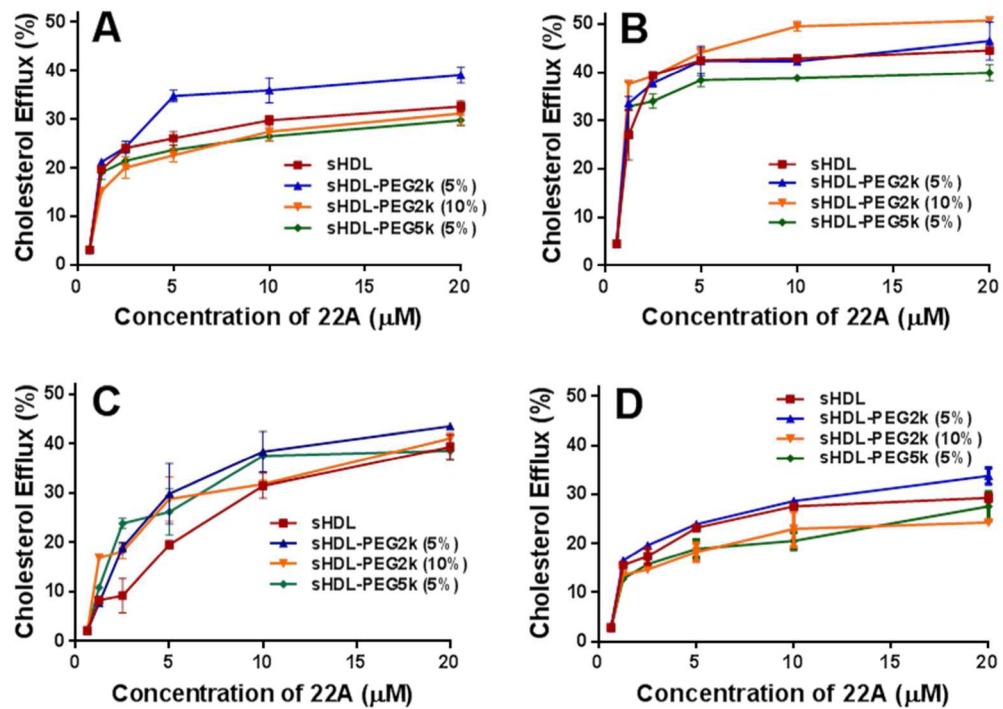 A
Cholesterol Efflux (%)
50
40
30
20
10
0
sHDL
sHDL-PEG2k (5%)
sHDL-PEG2k (10%)
sHDL-PEG5k (5%)
0 5 10 15 20
Concentration of 22A (μM)
B
Cholesterol Efflux (%)
50
40
30
20
10
0
sHDL
sHDL-PEG2k (5%)
sHDL-PEG2k (10%)
sHDL-PEG5k (5%)
0 5 10 15 20
Concentration of 22A (μM)
C
Cholesterol Efflux (%)
50
40
30
20
10
0
sHDL
sHDL-PEG2k (5%)
sHDL-PEG2k (10%)
sHDL-PEG5k (5%)
0 5 10 15 20
Concentration of 22A (μM)
D
Cholesterol Efflux (%)
50
40
30
20
10
0
sHDL
sHDL-PEG2k (5%)
sHDL-PEG2k (10%)
sHDL-PEG5k (5%)
0 5 10 15 20
Concentration of 22A (μM)